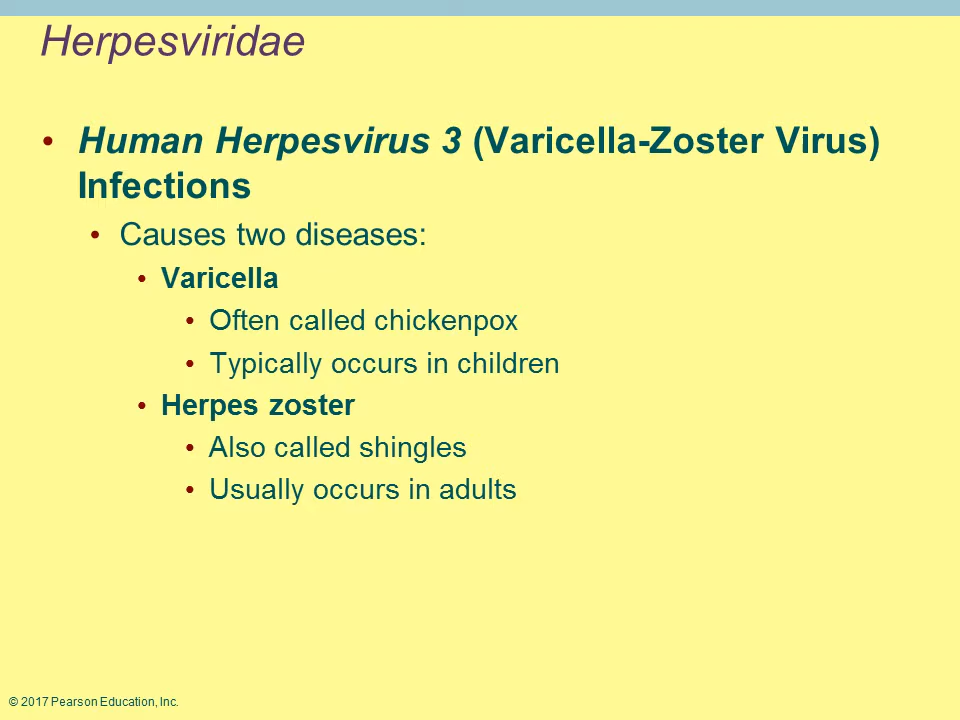 Herpesviridae
• Human Herpesvirus 3 (Varicella-Zoster Virus)
Infections
• Causes two diseases:
• Varicella
• Often called chickenpox
• Typically occurs in children
• Herpes zoster
• Also called shingles
• Usually occurs in adults
© 2017 Pearson Education, Inc.